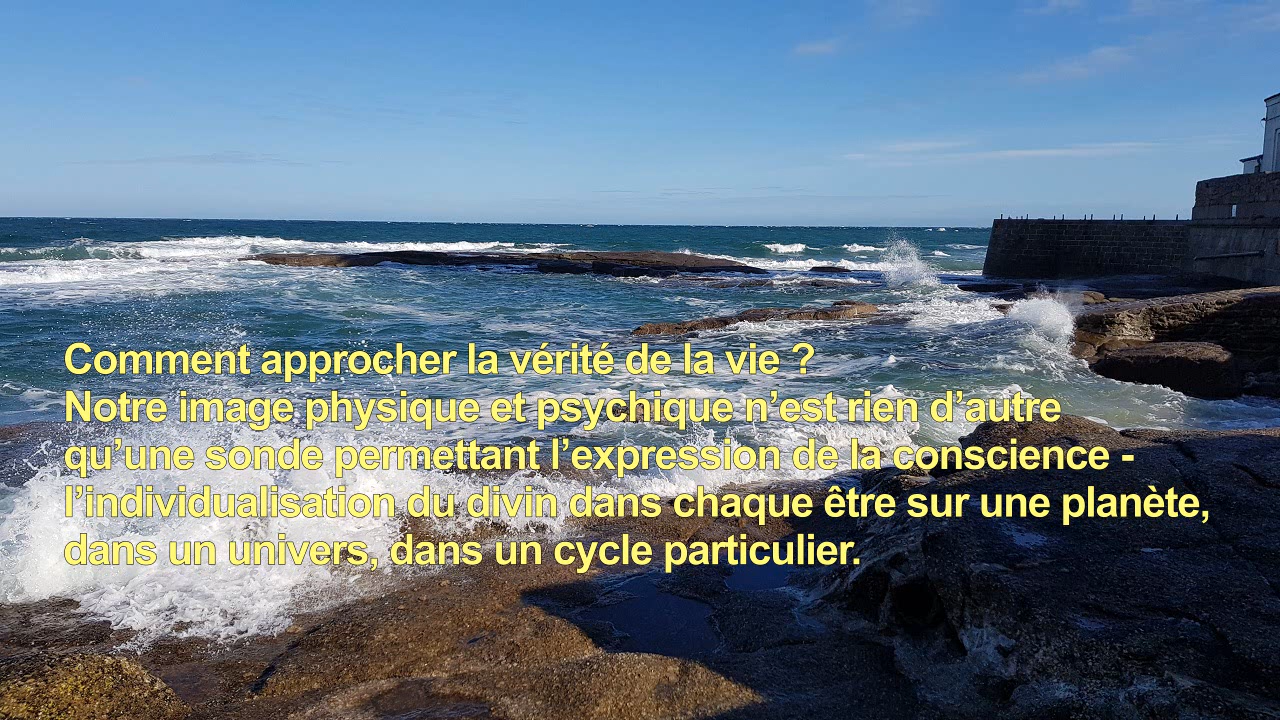 Comment approcher la vérité de la vie ?
Notre image physique et psychique n’est rien d’autre
qu’une sonde permettant l’expression de la conscience -
l’individualisation du divin dans chaque être sur une planète,
dans un univers, dans un cycle particulier.